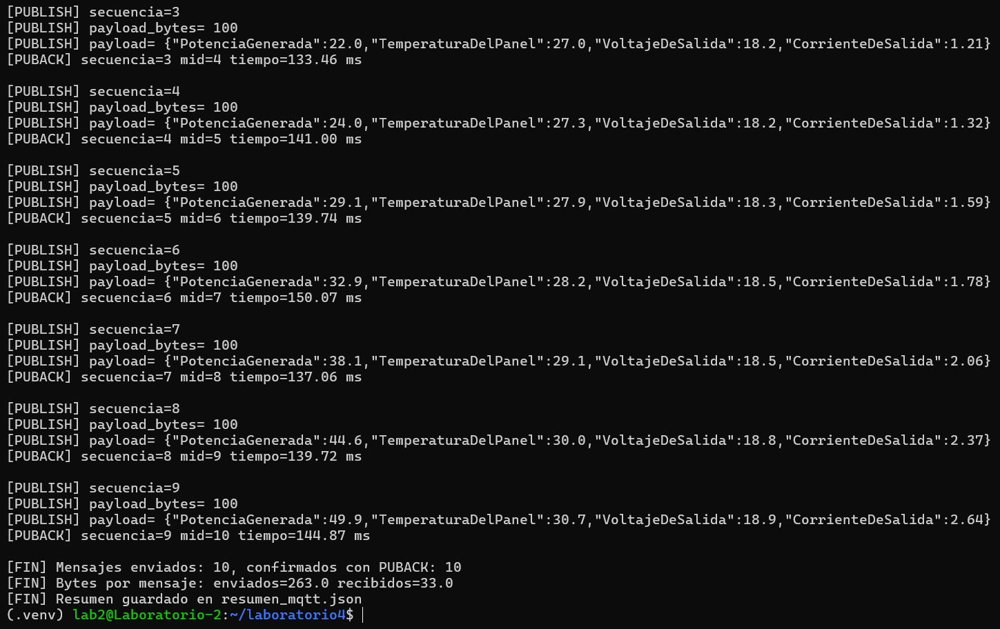 [PUBLISH] secuencia=3
[PUBLISH] payload_bytes= 100
[PUBLISH] payload= {"PotenciaGenerada":22.0,"TemperaturaDelPanel":27.0,"VoltajeDeSalida":18.2,"CorrienteDeSalida":1.21}
[PUBACK] secuencia=3 mid=4 tiempo=133.46 ms
[PUBLISH] secuencia=4
[PUBLISH] payload_bytes= 100
[PUBLISH] payload= {"PotenciaGenerada":24.0,"TemperaturaDelPanel":27.3,"VoltajeDeSalida":18.2,"CorrienteDeSalida":1.32}
[PUBACK] secuencia=4 mid=5 tiempo=141.00 ms
[PUBLISH] secuencia=5
[PUBLISH] payload_bytes= 100
[PUBLISH] payload= {"PotenciaGenerada":29.1,"TemperaturaDelPanel":27.9,"VoltajeDeSalida":18.3,"CorrienteDeSalida":1.59}
[PUBACK] secuencia=5 mid=6 tiempo=139.74 ms
[PUBLISH] secuencia=6
[PUBLISH] payload_bytes= 100
[PUBLISH] payload= {"PotenciaGenerada":32.9,"TemperaturaDelPanel":28.2,"VoltajeDeSalida":18.5,"CorrienteDeSalida":1.78}
[PUBACK] secuencia=6 mid=7 tiempo=150.07 ms
[PUBLISH] secuencia=7
[PUBLISH] payload_bytes= 100
[PUBLISH] payload= {"PotenciaGenerada":38.1,"TemperaturaDelPanel":29.1,"VoltajeDeSalida":18.5,"CorrienteDeSalida":2.06}
[PUBACK] secuencia=7 mid=8 tiempo=137.06 ms
[PUBLISH] secuencia=8
[PUBLISH] payload_bytes= 100
[PUBLISH] payload= {"PotenciaGenerada":44.6,"TemperaturaDelPanel":30.0,"VoltajeDeSalida":18.8,"CorrienteDeSalida":2.37}
[PUBACK] secuencia=8 mid=9 tiempo=139.72 ms
[PUBLISH] secuencia=9
[PUBLISH] payload_bytes= 100
[PUBLISH] payload= {"PotenciaGenerada":49.9,"TemperaturaDelPanel":30.7,"VoltajeDeSalida":18.9,"CorrienteDeSalida":2.64}
[PUBACK] secuencia=9 mid=10 tiempo=144.87 ms
[FIN] Mensajes enviados: 10, confirmados con PUBACK: 10
[FIN] Bytes por mensaje: enviados=263.0 recibidos=33.0
[FIN] Resumen guardado en resumen_mqtt.json
(.venv) lab2@Laboratorio-2:~/laboratorio4$